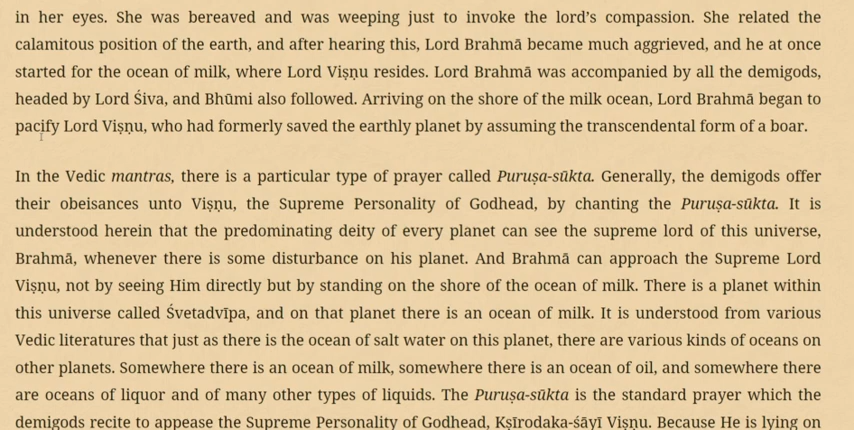 in her eyes. She was bereaved and was weeping just to invoke the lord’s compassion. She related the
calamitous position of the earth, and after hearing this, Lord Brahmā became much aggrieved, and he at once
started for the ocean of milk, where Lord Viṣṇu resides. Lord Brahmā was accompanied by all the demigods,
headed by Lord Śiva, and Bhūmi also followed. Arriving on the shore of the milk ocean, Lord Brahmā began to
pacify Lord Viṣṇu, who had formerly saved the earthly planet by assuming the transcendental form of a boar.
In the Vedic mantras, there is a particular type of prayer called Puruṣa-sūkta. Generally, the demigods offer
their obeisances unto Viṣṇu, the Supreme Personality of Godhead, by chanting the Puruṣa-sūkta. It is
understood herein that the predominating deity of every planet can see the supreme lord of this universe,
Brahmā, whenever there is some disturbance on his planet. And Brahmā can approach the Supreme Lord
Viṣṇu, not by seeing Him directly but by standing on the shore of the ocean of milk. There is a planet within
this universe called Śvetadvīpa, and on that planet there is an ocean of milk. It is understood from various
Vedic literatures that just as there is the ocean of salt water on this planet, there are various kinds of oceans on
other planets. Somewhere there is an ocean of milk, somewhere there is an ocean of oil, and somewhere there
are oceans of liquor and of many other types of liquids. The Puruṣa-sūkta is the standard prayer which the
demigods recite to appease the Supreme Personality of Godhead, Kṣīrodaka-śāyī Viṣṇu. Because He is lying on